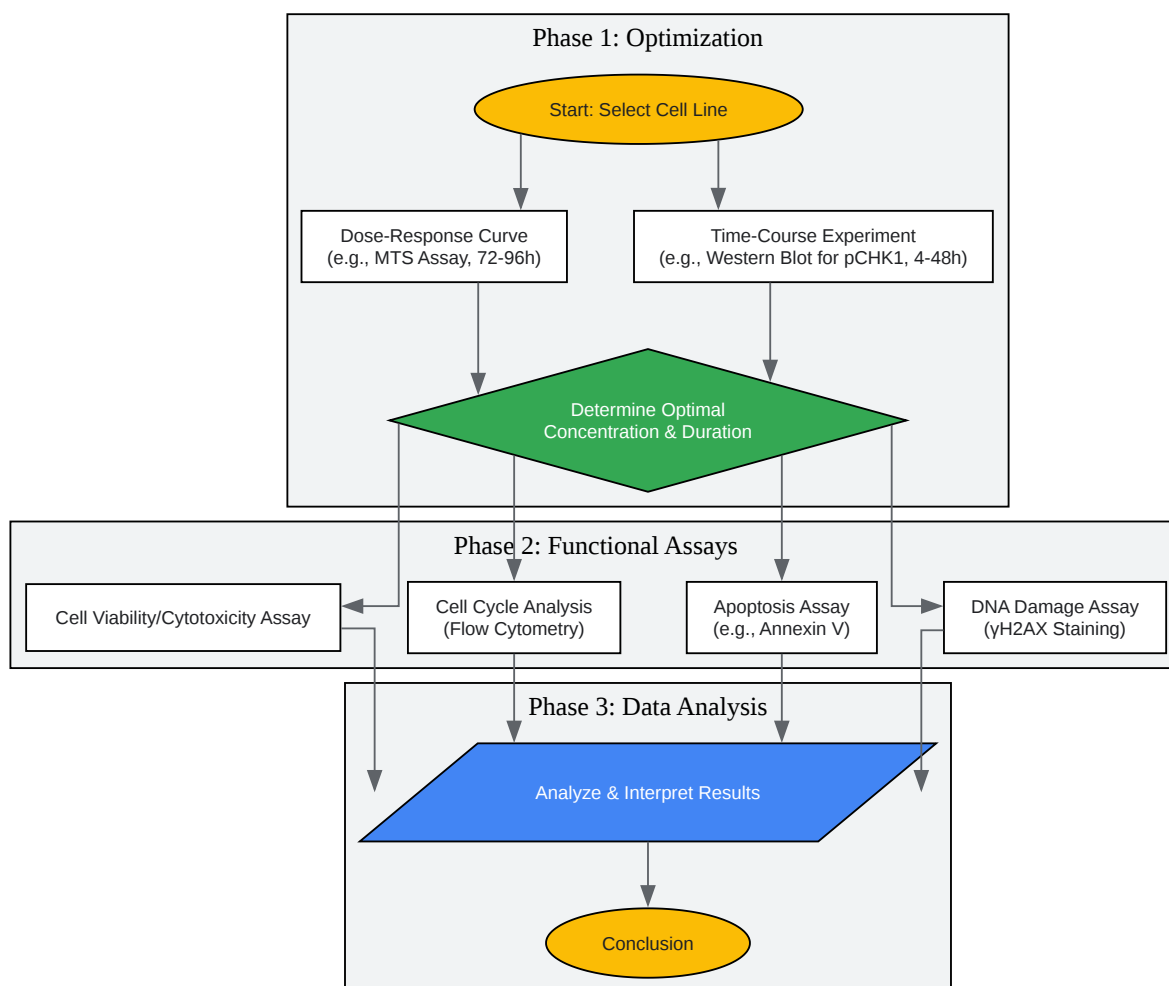 Phase 1: Optimization
Start: Select Cell Line
Dose-Response Curve
(e.g., MTS Assay, 72-96h)
Time-Course Experiment
(e.g., Western Blot for pCHK1, 4-48h)
Determine Optimal
Concentration & Duration
Phase 2: Functional Assays
Cell Viability/Cytotoxicity Assay
Cell Cycle Analysis
(Flow Cytometry)
Apoptosis Assay
(e.g., Annexin V)
DNA Damage Assay
(γH2AX Staining)
Phase 3: Data Analysis
Analyze & Interpret Results
Conclusion